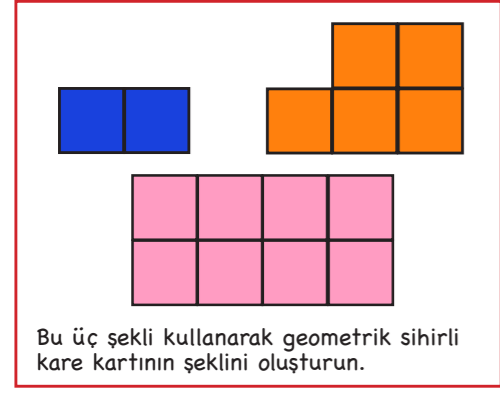 Bu üç şekli kullanarak geometrik sihirli
kare kartının şeklini oluşturun.